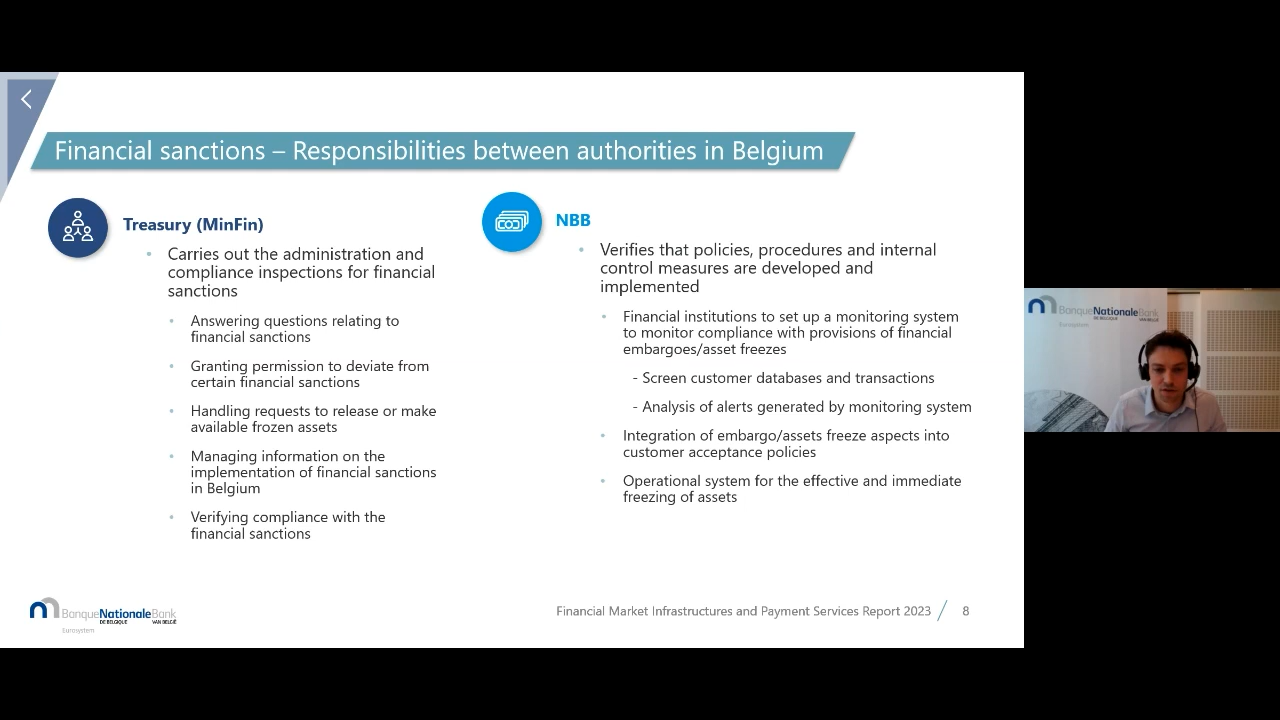 Financial sanctions – Responsibilities between authorities in Belgium
Treasury (MinFin)
• Carries out the administration and
compliance inspections for financial
sanctions
• Answering questions relating to
financial sanctions
• Granting permission to deviate from
certain financial sanctions
• Handling requests to release or make
available frozen assets
• Managing information on the
implementation of financial sanctions
in Belgium
• Verifying compliance with the
financial sanctions
NBB
• Verifies that policies, procedures and internal
control measures are developed and
implemented
• Financial institutions to set up a monitoring system
to monitor compliance with provisions of financial
embargoes/asset freezes
- Screen customer databases and transactions
- Analysis of alerts generated by monitoring system
• Integration of embargo/assets freeze aspects into
customer acceptance policies
• Operational system for the effective and immediate
freezing of assets
BanqueNationaleBank
DE BELGIQUE VAN BELGIË
Eurosystem
Financial Market Infrastructures and Payment Services Report 2023 / 8
BanqueNationaleBank
DE BELGIQUE VAN BELGIË
Eurosystem